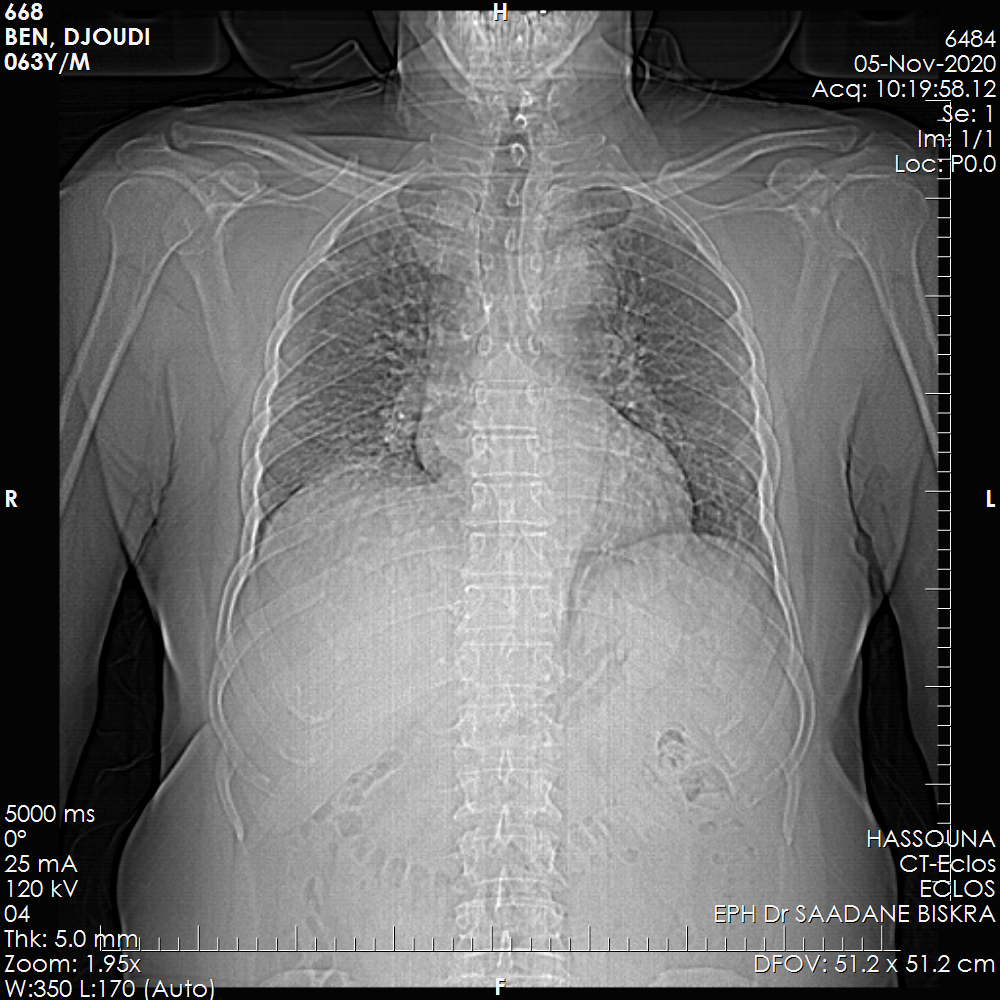 668
BEN, DJOUDI
063Y/M
H
6484
05-Nov-2020
Acq: 10:19:58.12
Se: 1
Im: 1/1
Loc: P0.0
R
L
5000 ms
0°
25 mA
120 kV
04
Thk: 5.0 mm
Zoom: 1.95x
W:350 L:170 (Auto)
F
HASSOUNA
CT-Eclos
ECLOS
EPH Dr SAADANE BISKRA
DFOV: 51.2 x 51.2 cm